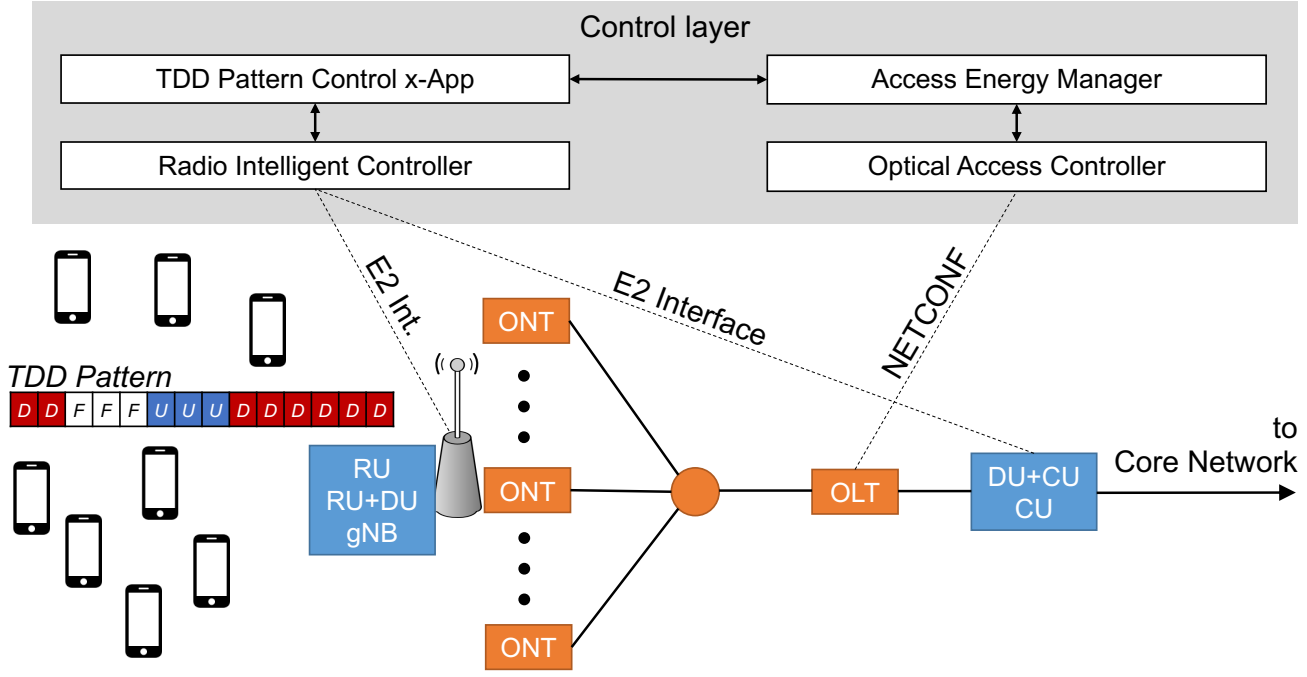 Control layer
TDD Pattern Control x-App
Access Energy Manager
Radio Intelligent Controller
Optical Access Controller
E2 Int.
E2 Interface
NETCONF
ONT
TDD Pattern
D D F F F U U U D D D D D D
RU
RU+DU
gNB
ONT
OLT
DU+CU
CU
to
Core Network
ONT